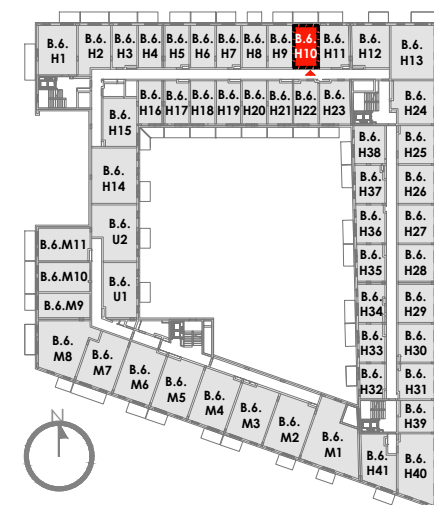 B.6.
H1
B.6.
H2
B.6.
H3
B.6.
H4
B.6.
H5
B.6.
H6
B.6.
H7
B.6.
H8
B.6.
H9
B.6.
H10
B.6.
H11
B.6.
H12
B.6.
H13
B.6.
H15
B.6.
H16
B.6.
H17
B.6.
H18
B.6.
H19
B.6.
H20
B.6.
H21
B.6.
H22
B.6.
H23
B.6.
H24
B.6.
H38
B.6.
H25
B.6.
H14
B.6.
H37
B.6.
H26
B.6.
U2
B.6.
H36
B.6.
H27
B.6.M11
B.6.
H35
B.6.
H28
B.6.M10
B.6.
U1
B.6.
H34
B.6.
H29
B.6.M9
B.6.
M8
B.6.
M7
B.6.
M6
B.6.
M5
B.6.
M4
B.6.
M3
B.6.
M2
B.6.
M1
B.6.
H33
B.6.
H30
B.6.
H32
B.6.
H31
B.6.
H39
B.6.
H41
B.6.
H40
N